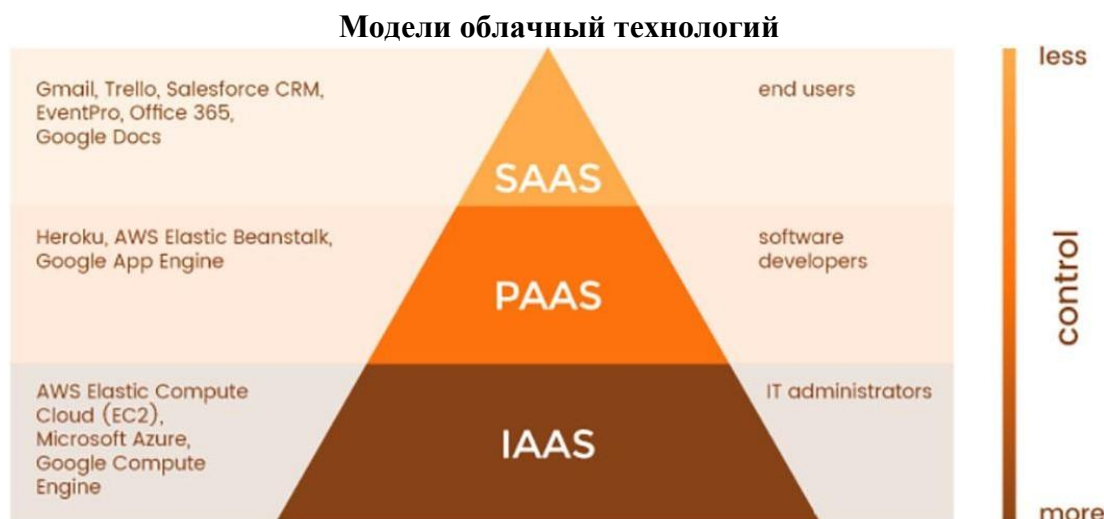 Модели облачный технологий
less
Gmail, Trello, Salesforce CRM,
EventPro, Office 365,
Google Docs
end users
SAAS
Heroku, AWS Elastic Beanstalk,
Google App Engine
software
developers
PAAS
control
AWS Elastic Compute
Cloud (EC2),
Microsoft Azure,
Google Compute
Engine
IT administrators
IAAS
more